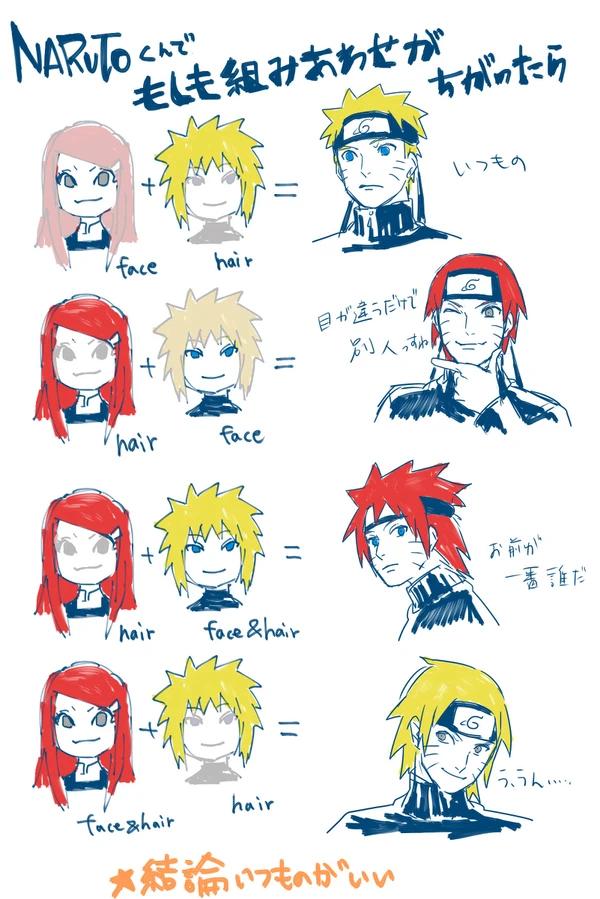 NARUTOくんで
もしも組みあわせが
ちがったら
face
hair
いつもの
hair
face
目が違うだけで
別人っすね
hair
face&hair
お前が
一番誰だ
face&hair
hair
う、うん……
★結論いつものがいい